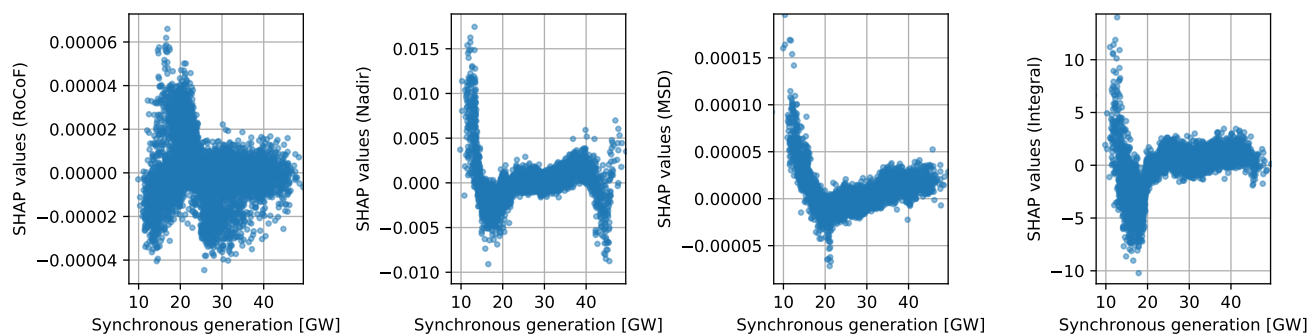 SHAP values (RoCoF)
0.00006
0.00004
0.00002
0.00000
−0.00002
−0.00004
10 20 30 40
Synchronous generation [GW]
SHAP values (Nadir)
0.015
0.010
0.005
0.000
−0.005
−0.010
10 20 30 40
Synchronous generation [GW]
SHAP values (MSD)
0.00015
0.00010
0.00005
0.00000
−0.00005
10 20 30 40
Synchronous generation [GW]
SHAP values (Integral)
10
5
0
−5
−10
10 20 30 40
Synchronous generation [GW]